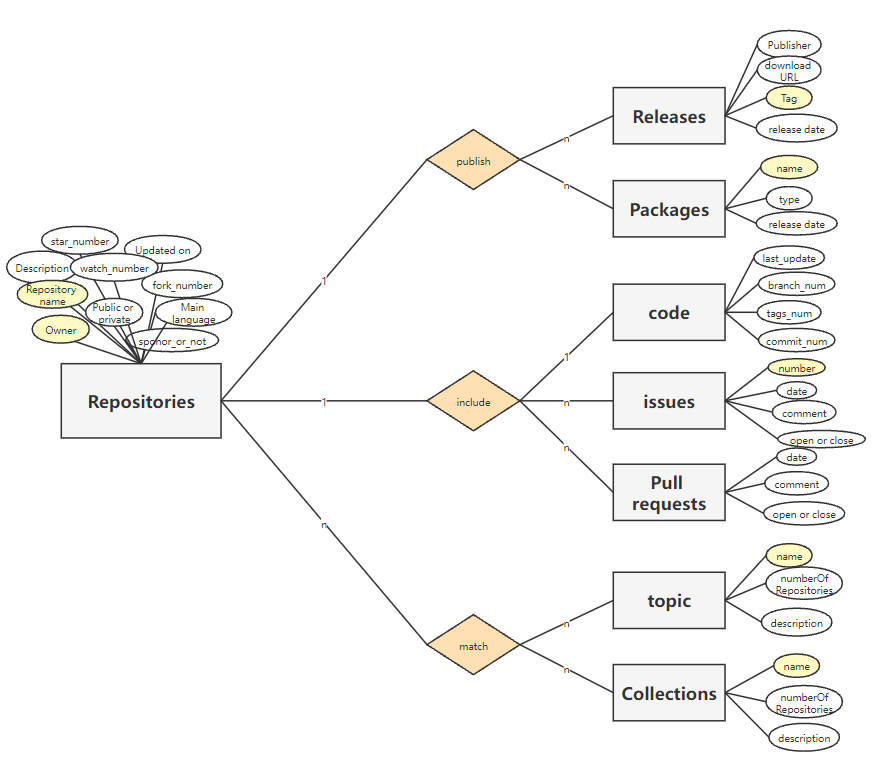 star_number
Updated on
Description
watch_number
Repository
name
fork_number
Public or
private
Main
language
Owner
sponor_or_not
Repositories
1
1
n
publish
include
match
n
n
1
n
n
n
n
Releases
Publisher
download
URL
Tag
release date
Packages
name
type
release date
code
last_update
branch_num
tags_num
commit_num
issues
number
date
comment
open or close
Pull
requests
date
comment
open or close
topic
name
numberOf
Repositories
description
Collections
name
numberOf
Repositories
description